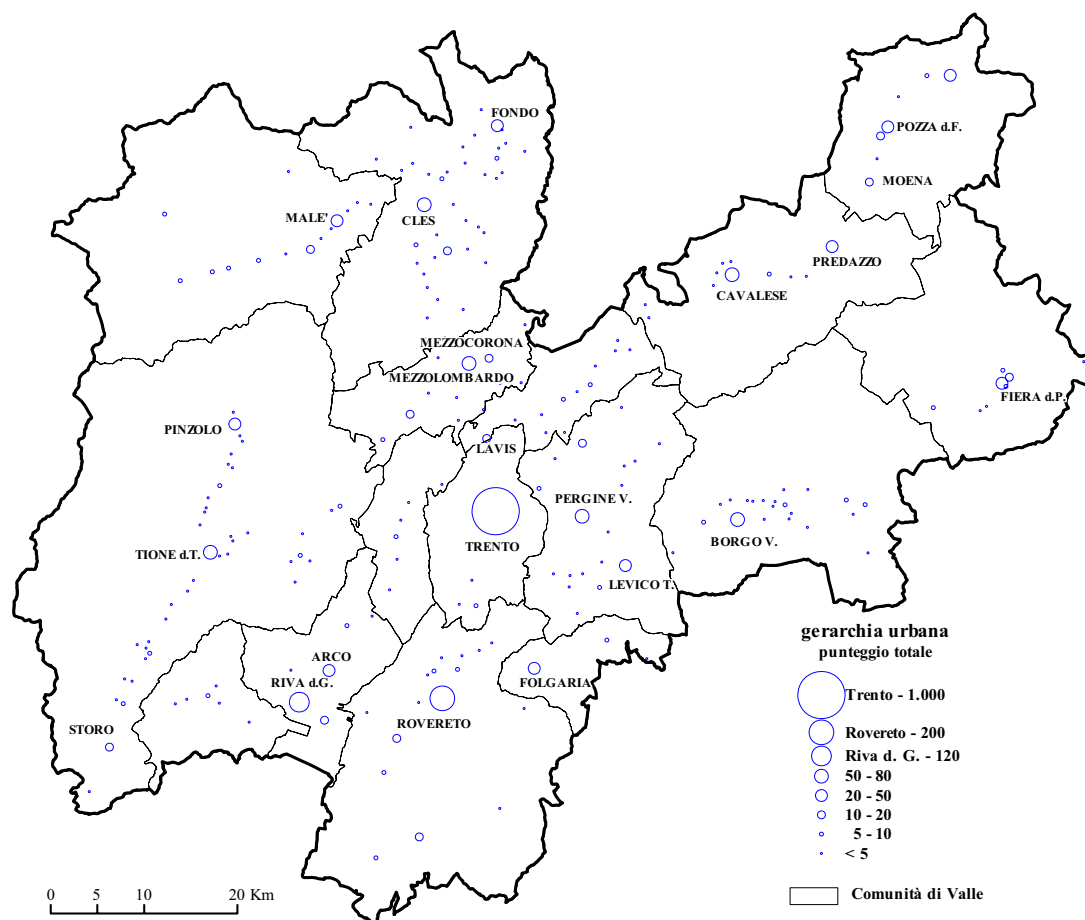 FONDO
POZZA d.F.
MOENA
MALE'
CLES
PREDAZZO
CAVALESE
MEZZOCORONA
MEZZOLOMBARDO
FIERA d.P.
PINZOLO
LAVIS
PERGINE V.
TRENTO
BORGO V.
TIONE d.T.
LEVICO T.
ARCO
RIVA d.G.
FOLGARIA
ROVERETO
STORO
gerarchia urbana
punteggio totale
Trento - 1.000
Rovereto - 200
Riva d. G. - 120
50 - 80
20 - 50
10 - 20
5 - 10
< 5
Comunità di Valle
0 5 10 20 Km